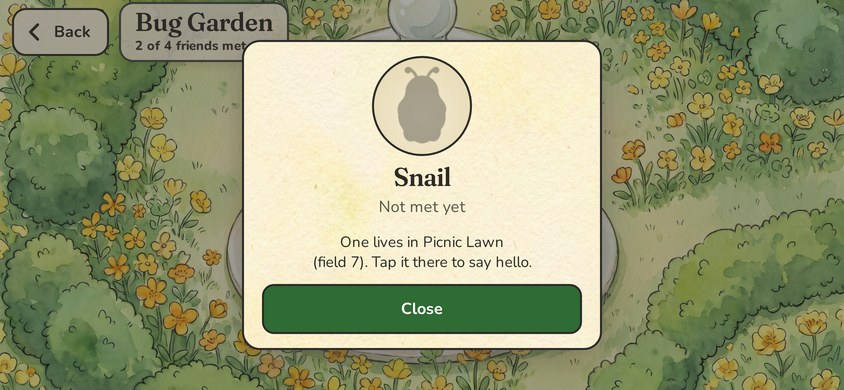 Back
Bug Garden
2 of 4 friends met
Snail
Not met yet
One lives in Picnic Lawn
(field 7). Tap it there to say hello.
Close